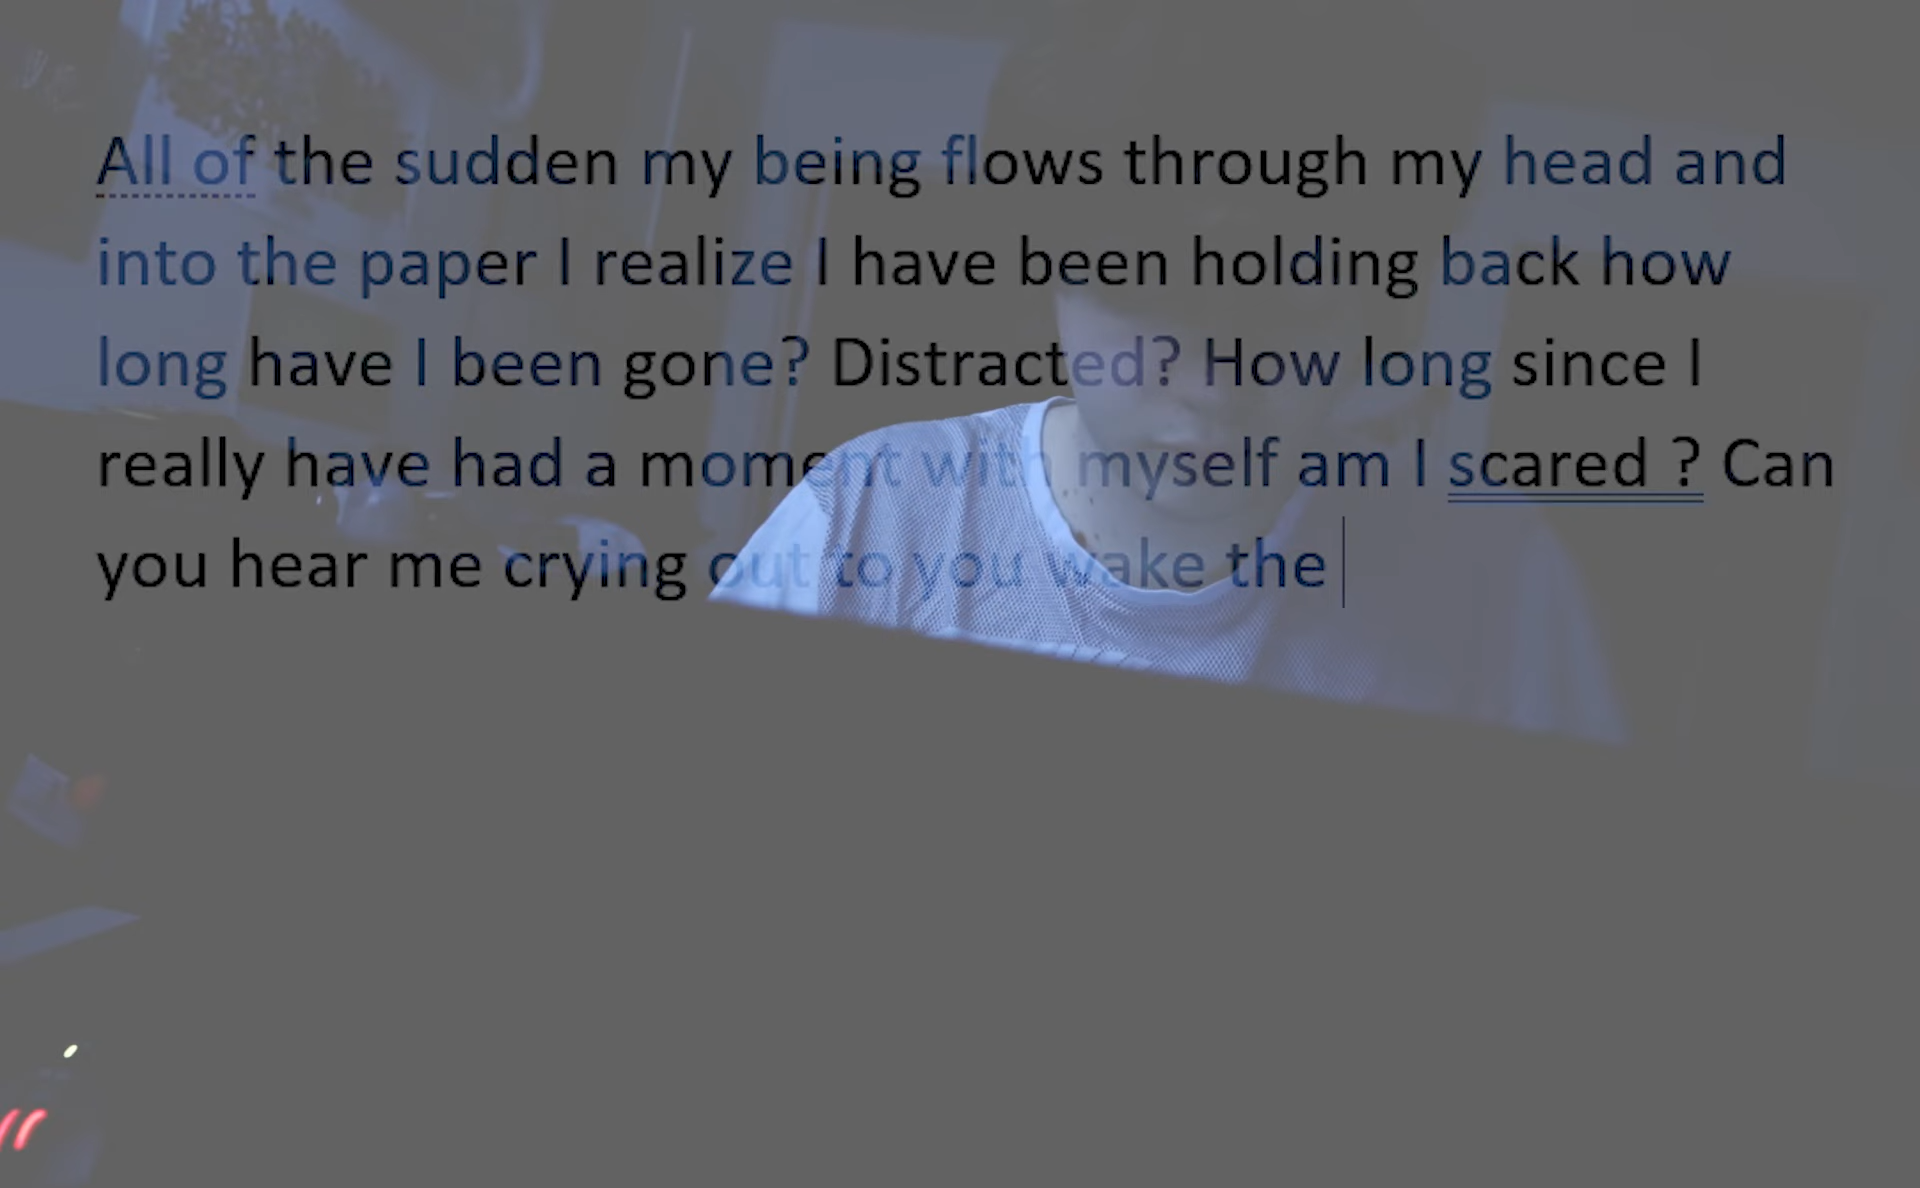 All of the sudden my being flows through my head and
into the paper I realize I have been holding back how
long have I been gone? Distracted? How long since I
really have had a moment with myself am I scared ? Can
you hear me crying out to you wake the